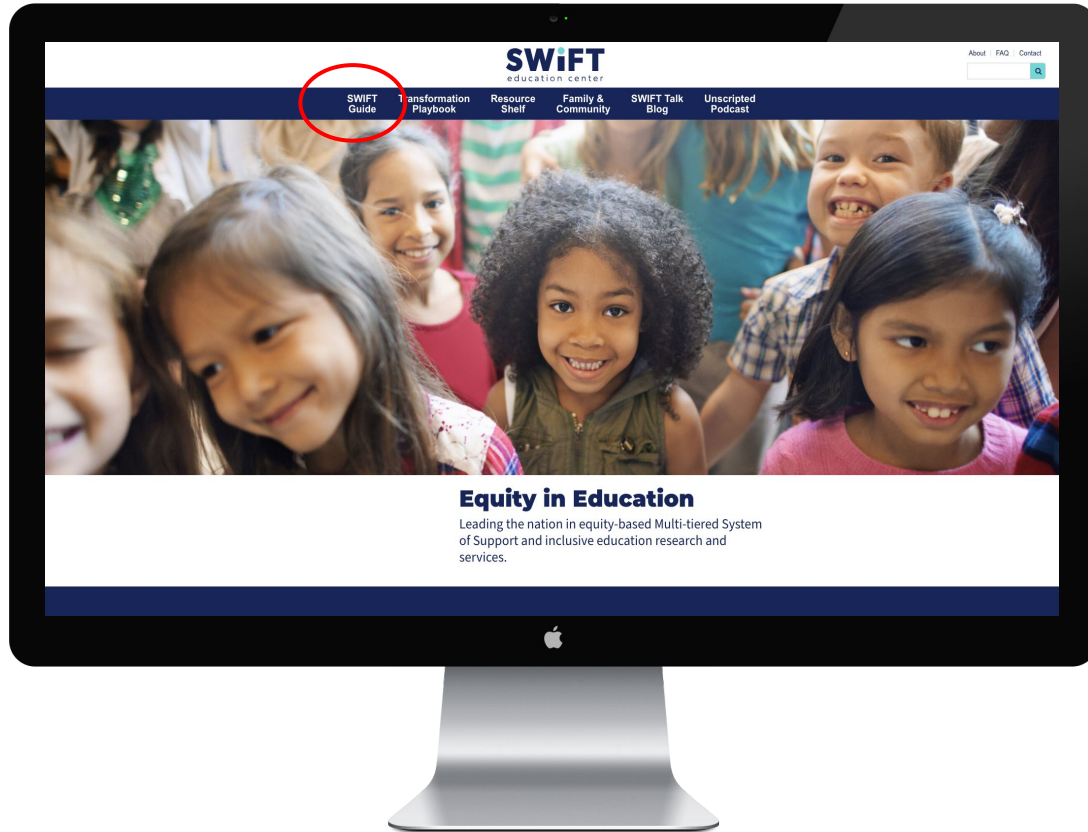 SWiFT
education center
About | FAQ | Contact
SWIFT
Guide
Transformation
Playbook
Resource
Shelf
Family &
Community
SWIFT Talk
Blog
Unscripted
Podcast
Equity in Education
Leading the nation in equity-based Multi-tiered System
of Support and inclusive education research and
services.